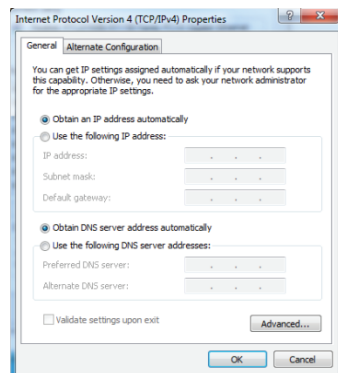 Internet Protocol Version 4 (TCP/IPv4) Properties
General
Alternate Configuration
You can get IP settings assigned automatically if your network supports
this capability. Otherwise, you need to ask your network administrator
for the appropriate IP settings.
Obtain an IP address automatically
Use the following IP address:
IP address:
Subnet mask:
Default gateway:
Obtain DNS server address automatically
Use the following DNS server addresses:
Preferred DNS server:
Alternate DNS server:
Validate settings upon exit
Advanced...
OK
Cancel